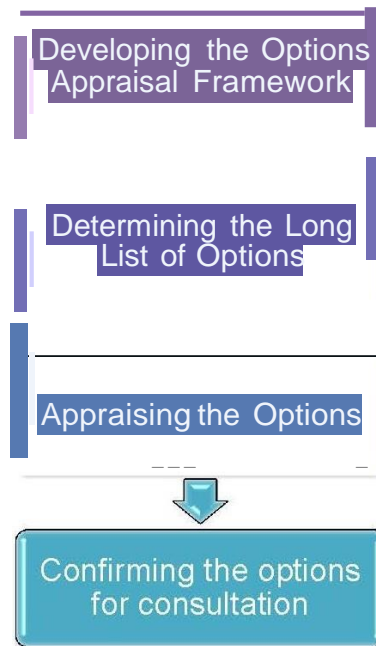 Developing the Options
Appraisal Framework
Determining the Long
List of Options
Appraising the Options
Confirming the options
for consultation